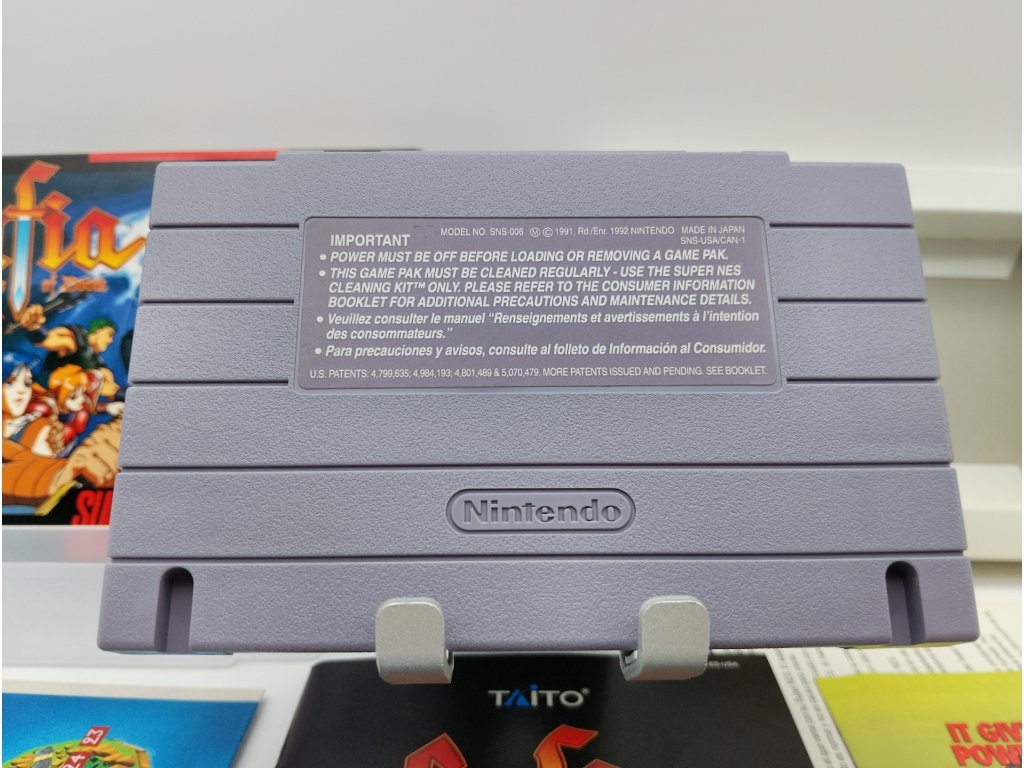 MODEL NO. SNS-006 Ⓜ © 1991, Rd./Enr. 1992 NINTENDO MADE IN JAPAN
IMPORTANT SNS-USA/CAN-1
• POWER MUST BE OFF BEFORE LOADING OR REMOVING A GAME PAK.
• THIS GAME PAK MUST BE CLEANED REGULARLY - USE THE SUPER NES
CLEANING KIT™ ONLY. PLEASE REFER TO THE CONSUMER INFORMATION
BOOKLET FOR ADDITIONAL PRECAUTIONS AND MAINTENANCE DETAILS.
• Veuillez consulter le manuel “Renseignements et avertissements à l’intention
des consommateurs.”
• Para precauciones y avisos, consulte al folleto de Información al Consumidor.
U.S. PATENTS: 4,799,635; 4,984,193; 4,801,489 & 5,070,479. MORE PATENTS ISSUED AND PENDING. SEE BOOKLET.
Nintendo
TAITO®
24 23
IT GIV
POW